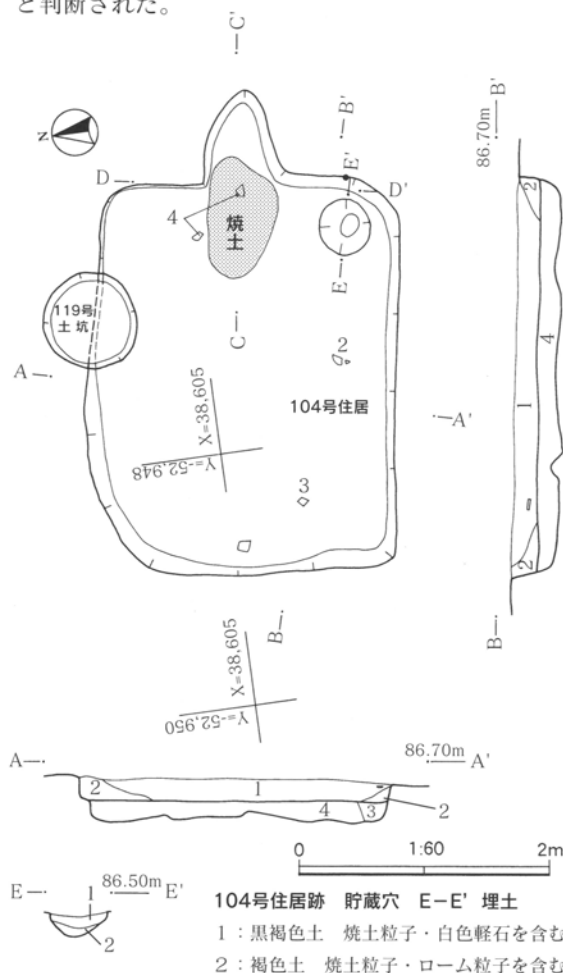 と判断された。
C'
N
B'
86.70m
B'
E'
D
D'
4
焼土
2
E
119号
土坑
C
A
2
104号住居
A'
X=38,605
Y=-52,948
3
1
4
2
B
B
X=38,605
Y=-52,950
86.70m
A
A'
2
1
4
3
2
0
1:60
2m
E
1
86.50m
E'
2
104号住居跡 貯蔵穴 E-E' 埋土
1:黒褐色土 焼土粒子・白色軽石を含む
2:褐色土 焼土粒子・ローム粒子を含む